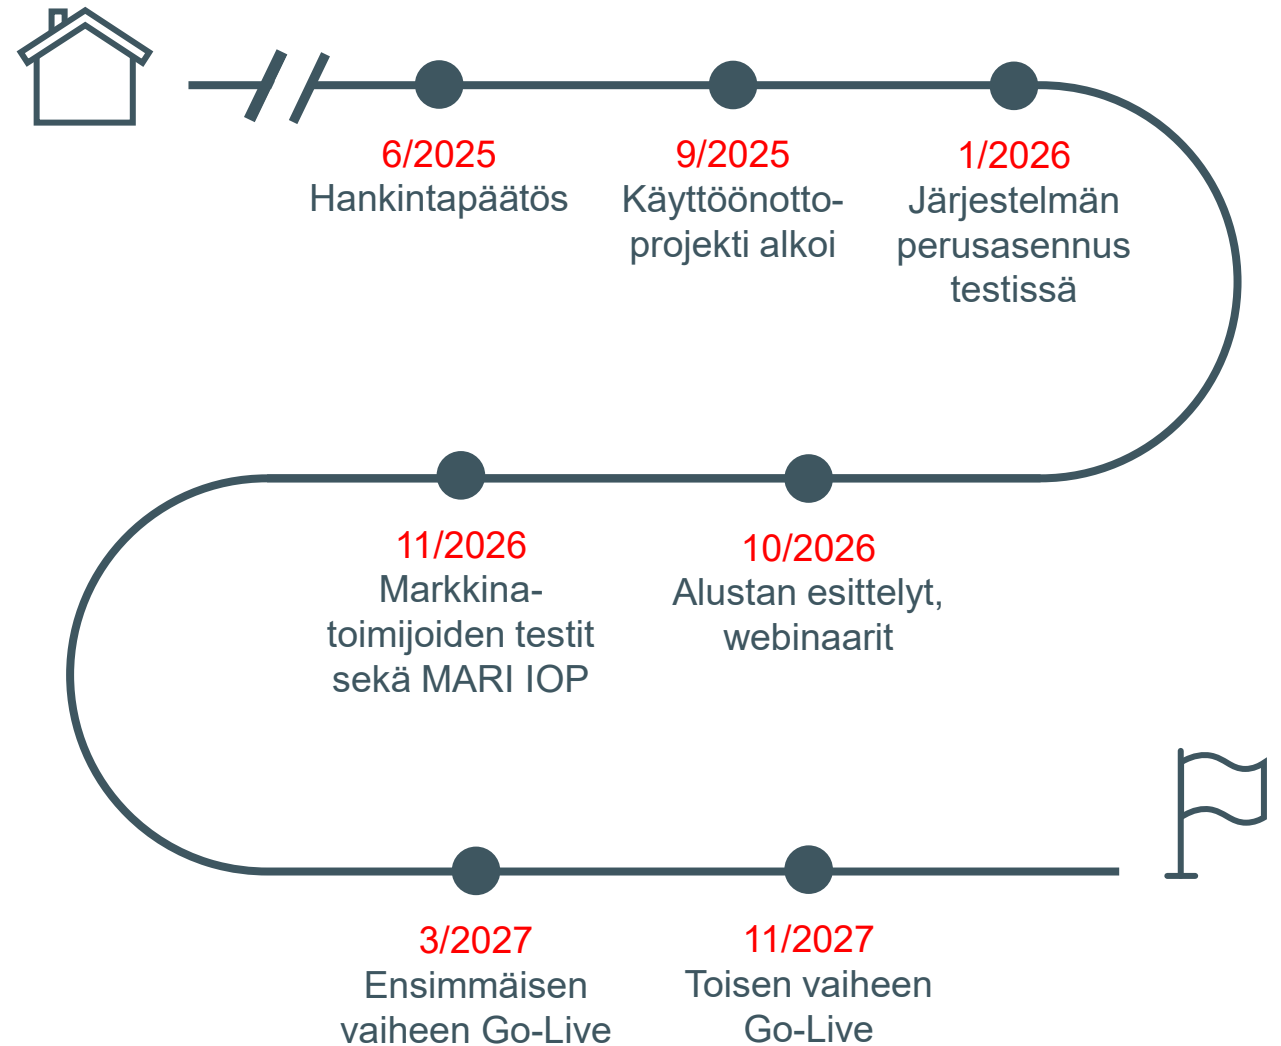 6/2025
Hankintapäätös
9/2025
Käyttöönotto-
projekti alkoi
1/2026
Järjestelmän
perusasennus
testissä
10/2026
Alustan esittelyt,
webinaarit
11/2026
Markkina-
toimijoiden testit
sekä MARI IOP
3/2027
Ensimmäisen
vaiheen Go-Live
11/2027
Toisen vaiheen
Go-Live